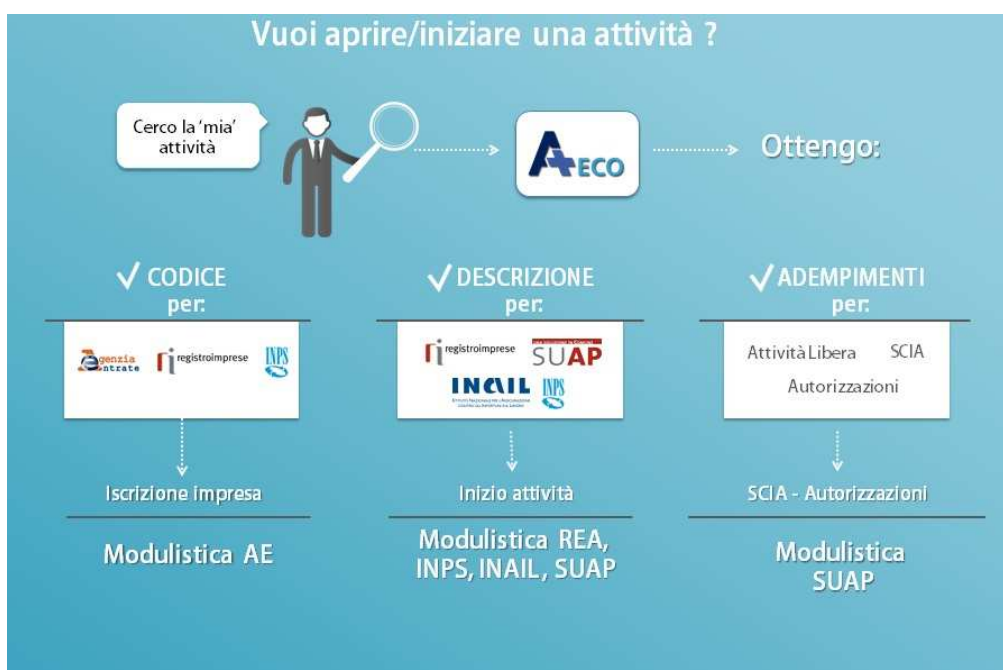 Vuoi aprire/iniziare una attività ?
Cerco la 'mia'
attività
A+ECO
Ottengo:
CODICE
per:
Agenzia
Entrate
registroimprese
INPS
Iscrizione impresa
Modulistica AE
DESCRIZIONE
per:
registroimprese
SUAP
INAIL
INPS
Inizio attività
Modulistica REA,
INPS, INAIL, SUAP
ADEMPIMENTI
per:
Attività Libera
SCIA
Autorizzazioni
SCIA - Autorizzazioni
Modulistica
SUAP